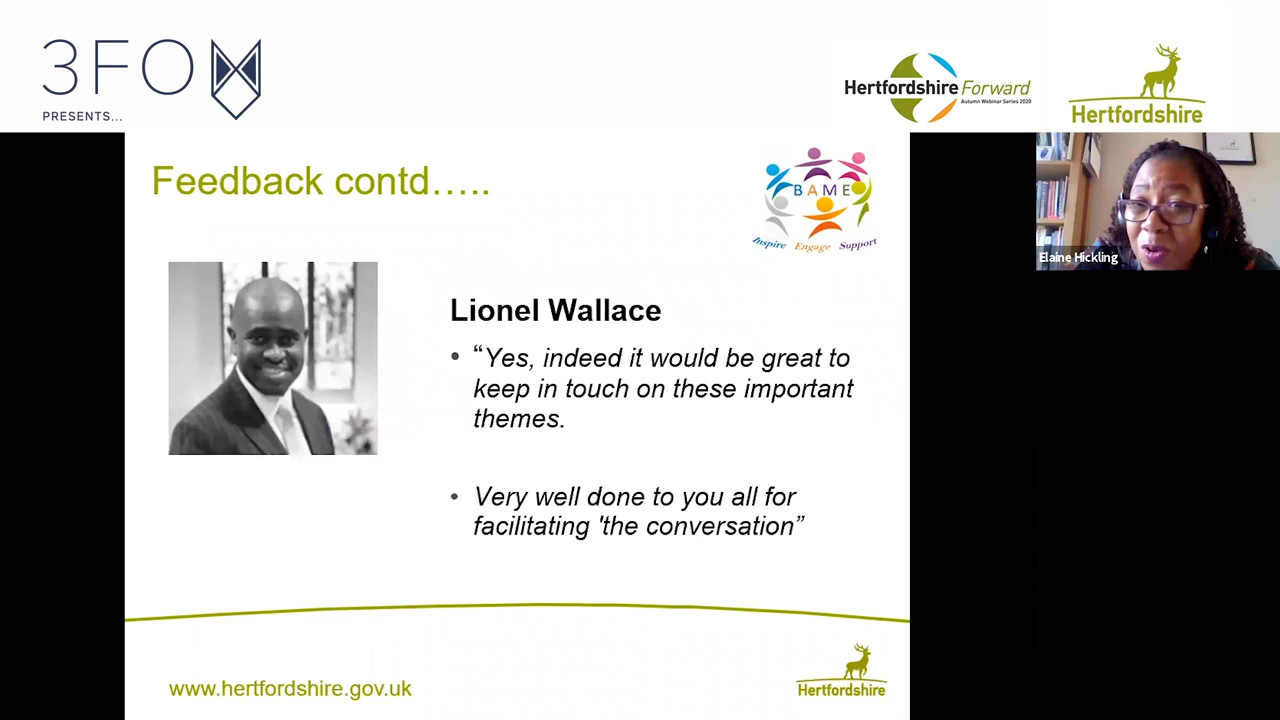 3FOX
PRESENTS...
Hertfordshire Forward
Autumn Webinar Series 2020
Hertfordshire
Feedback contd…..
BAME
Inspire Engage Support
Elaine Hickling
Lionel Wallace
• “Yes, indeed it would be great to
keep in touch on these important
themes.
• Very well done to you all for
facilitating 'the conversation”
www.hertfordshire.gov.uk
Hertfordshire